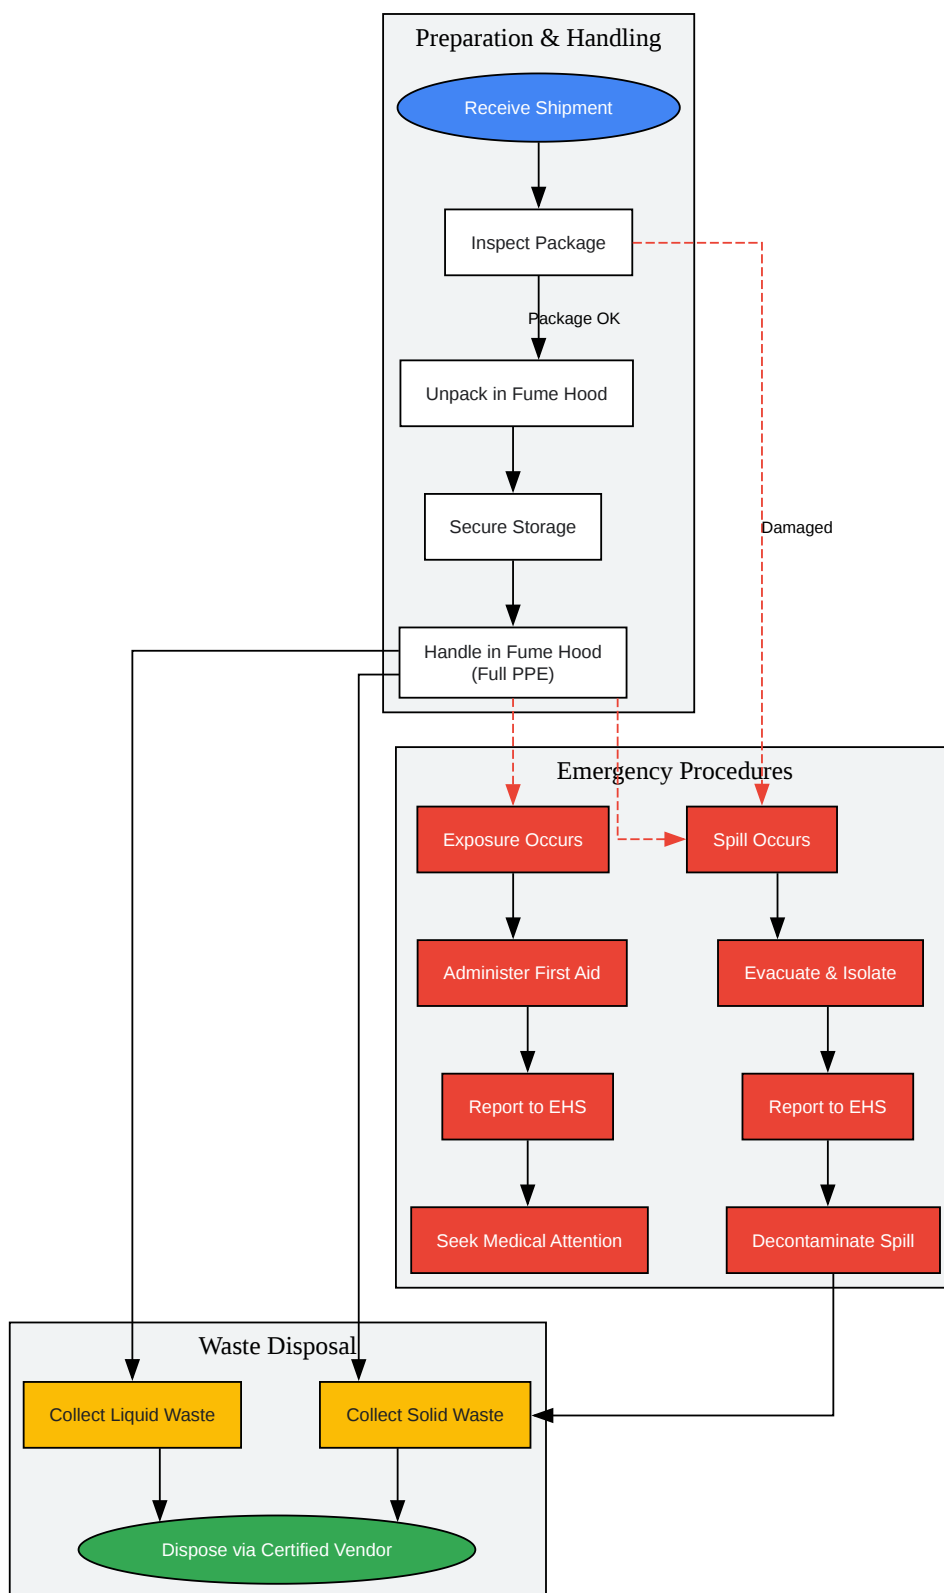 Preparation & Handling
Receive Shipment
Inspect Package
Package OK
Unpack in Fume Hood
Secure Storage
Damaged
Handle in Fume Hood
(Full PPE)
Emergency Procedures
Exposure Occurs
Spill Occurs
Administer First Aid
Evacuate & Isolate
Report to EHS
Report to EHS
Seek Medical Attention
Decontaminate Spill
Waste Disposal
Collect Liquid Waste
Collect Solid Waste
Dispose via Certified Vendor